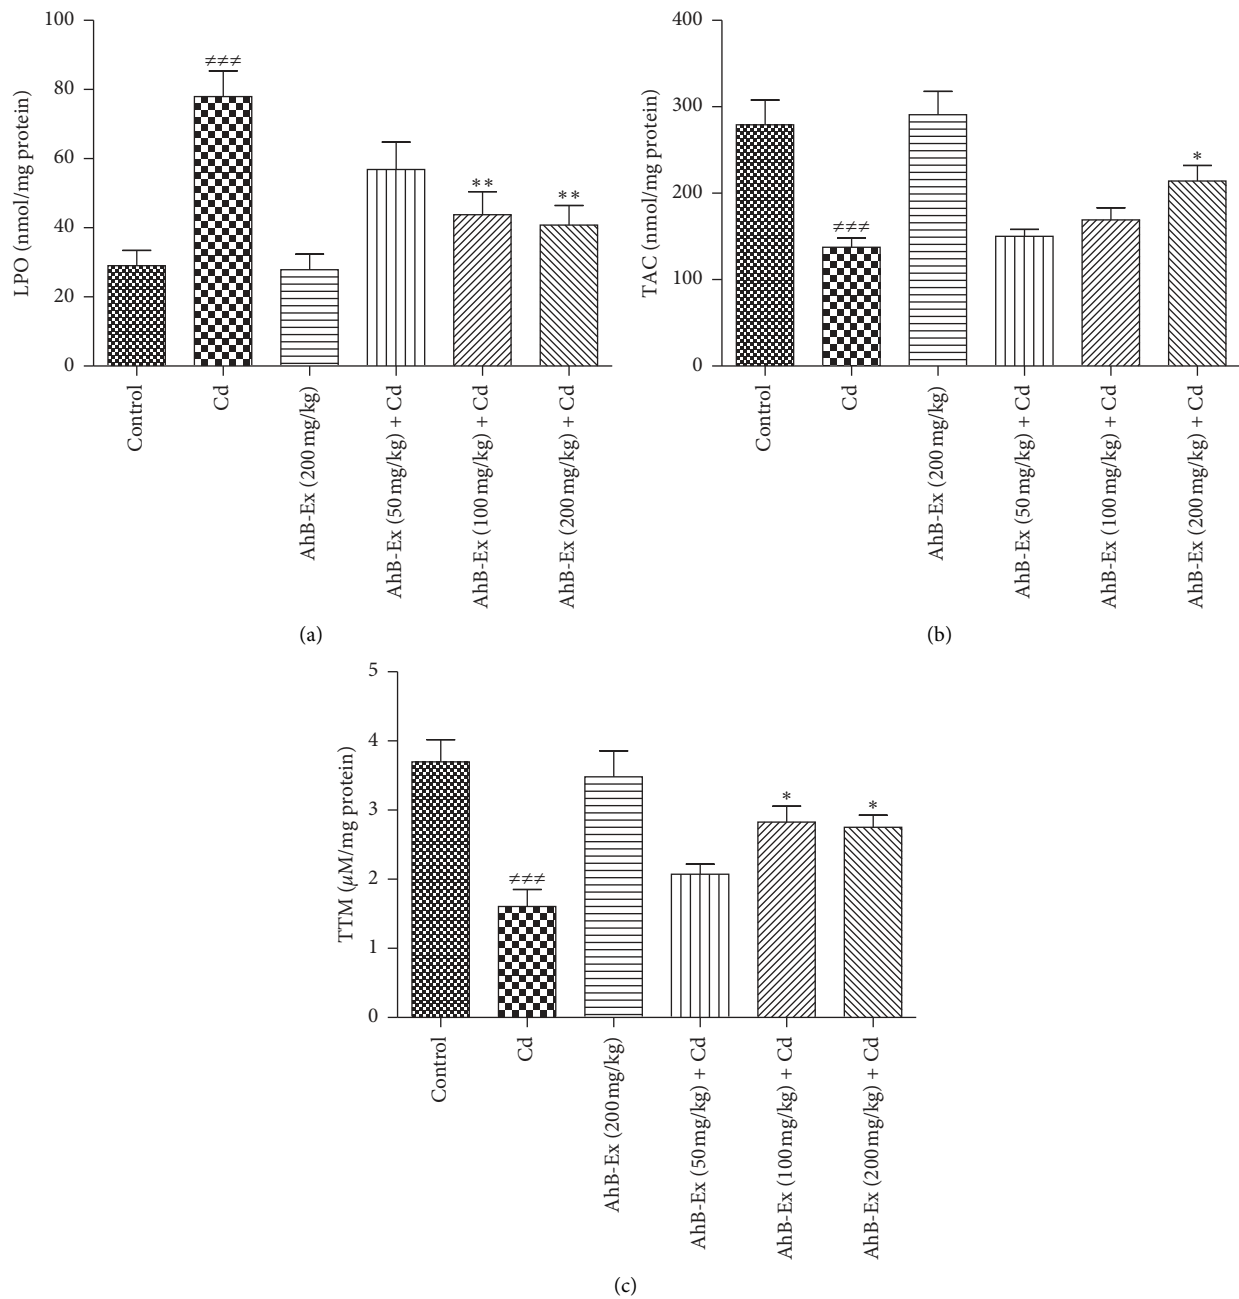 LPO (nmol/mg protein)
100
80
60
40
20
0
≠≠≠
**
**
Control
Cd
AhB-Ex (200 mg/kg)
AhB-Ex (50 mg/kg) + Cd
AhB-Ex (100 mg/kg) + Cd
AhB-Ex (200 mg/kg) + Cd
(a)
TAC (nmol/mg protein)
400
300
200
100
0
≠≠≠
*
Control
Cd
AhB-Ex (200 mg/kg)
AhB-Ex (50 mg/kg) + Cd
AhB-Ex (100 mg/kg) + Cd
AhB-Ex (200 mg/kg) + Cd
(b)
TTM (µM/mg protein)
5
4
3
2
1
0
≠≠≠
*
*
Control
Cd
AhB-Ex (200 mg/kg)
AhB-Ex (50 mg/kg) + Cd
AhB-Ex (100 mg/kg) + Cd
AhB-Ex (200 mg/kg) + Cd
(c)